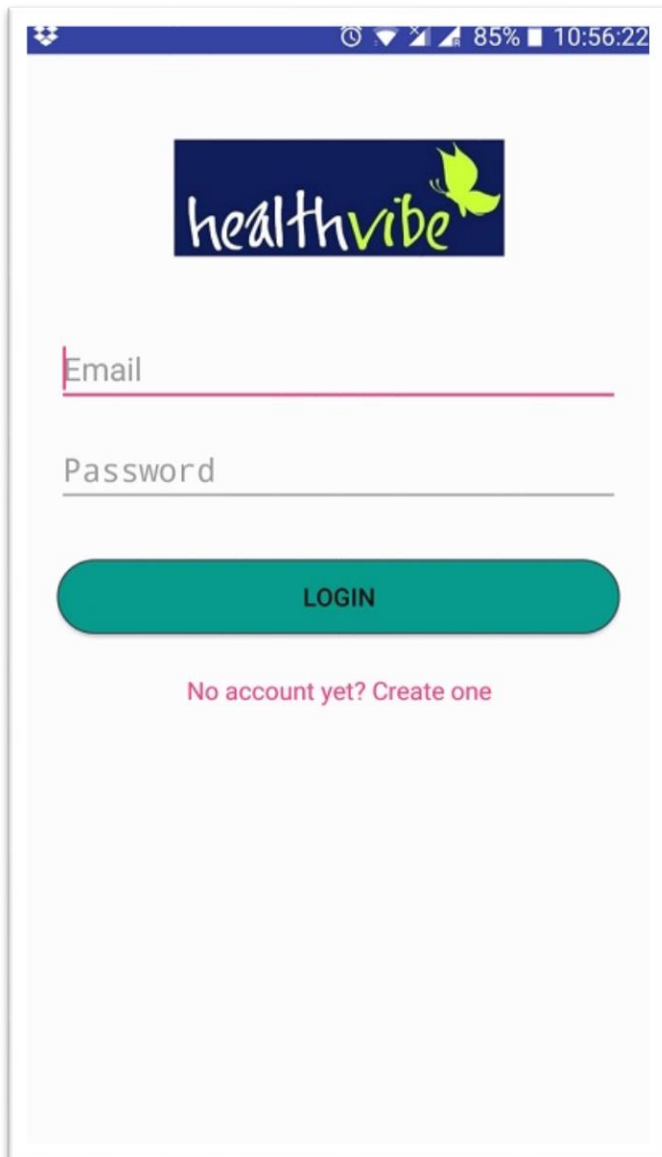 85% 10:56:22
healthvibe
Email
Password
LOGIN
No account yet? Create one